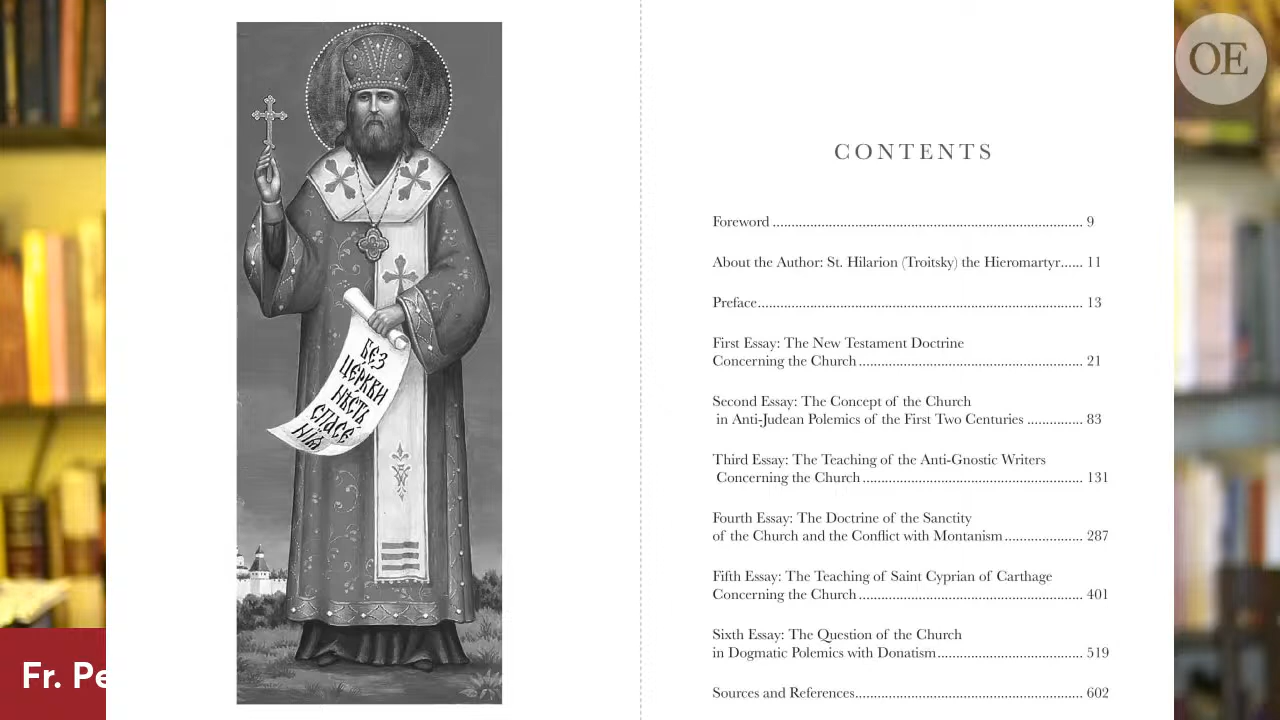 OE
БЕЗ
ЦЕРКВИ
НѢСТЬ
СПАСЕ
НІѦ
CONTENTS
Foreword .................................................................................... 9
About the Author: St. Hilarion (Troitsky) the Hieromartyr...... 11
Preface........................................................................................ 13
First Essay: The New Testament Doctrine
Concerning the Church ............................................................ 21
Second Essay: The Concept of the Church
in Anti-Judean Polemics of the First Two Centuries ............... 83
Third Essay: The Teaching of the Anti-Gnostic Writers
Concerning the Church ........................................................... 131
Fourth Essay: The Doctrine of the Sanctity
of the Church and the Conflict with Montanism ..................... 287
Fifth Essay: The Teaching of Saint Cyprian of Carthage
Concerning the Church ............................................................ 401
Sixth Essay: The Question of the Church
in Dogmatic Polemics with Donatism....................................... 519
Sources and References............................................................. 602
Fr. Pe